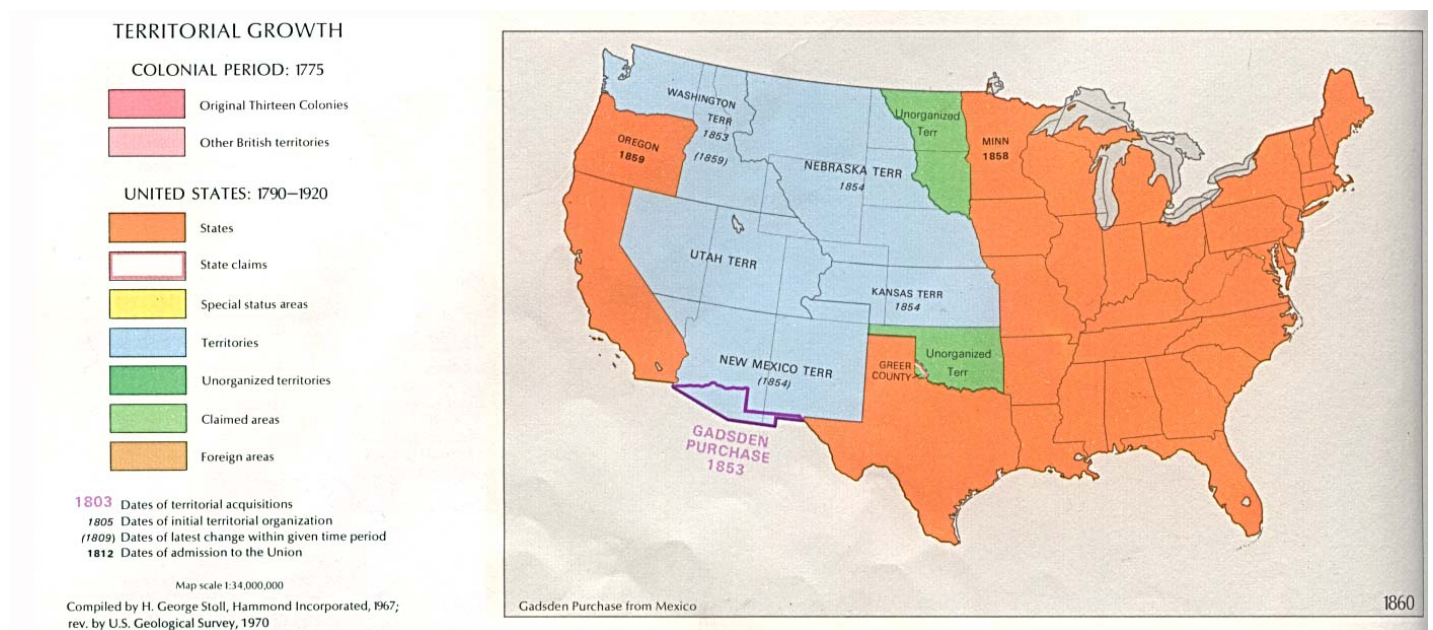 TERRITORIAL GROWTH
COLONIAL PERIOD: 1775
Original Thirteen Colonies
Other British territories
UNITED STATES: 1790–1920
States
State claims
Special status areas
Territories
Unorganized territories
Claimed areas
Foreign areas
1803 Dates of territorial acquisitions
1805 Dates of initial territorial organization
(1809) Dates of latest change within given time period
1812 Dates of admission to the Union
Map scale 1:34,000,000
Compiled by H. George Stoll, Hammond Incorporated, 1967;
rev. by U.S. Geological Survey, 1970
WASHINGTON
TERR
1853
(1859)
OREGON
1859
NEBRASKA TERR
1854
Unorganized
Terr
MINN
1858
UTAH TERR
KANSAS TERR
1854
NEW MEXICO TERR
(1854)
Unorganized
Terr
GREER
COUNTY
GADSDEN
PURCHASE
1853
Gadsden Purchase from Mexico
1860